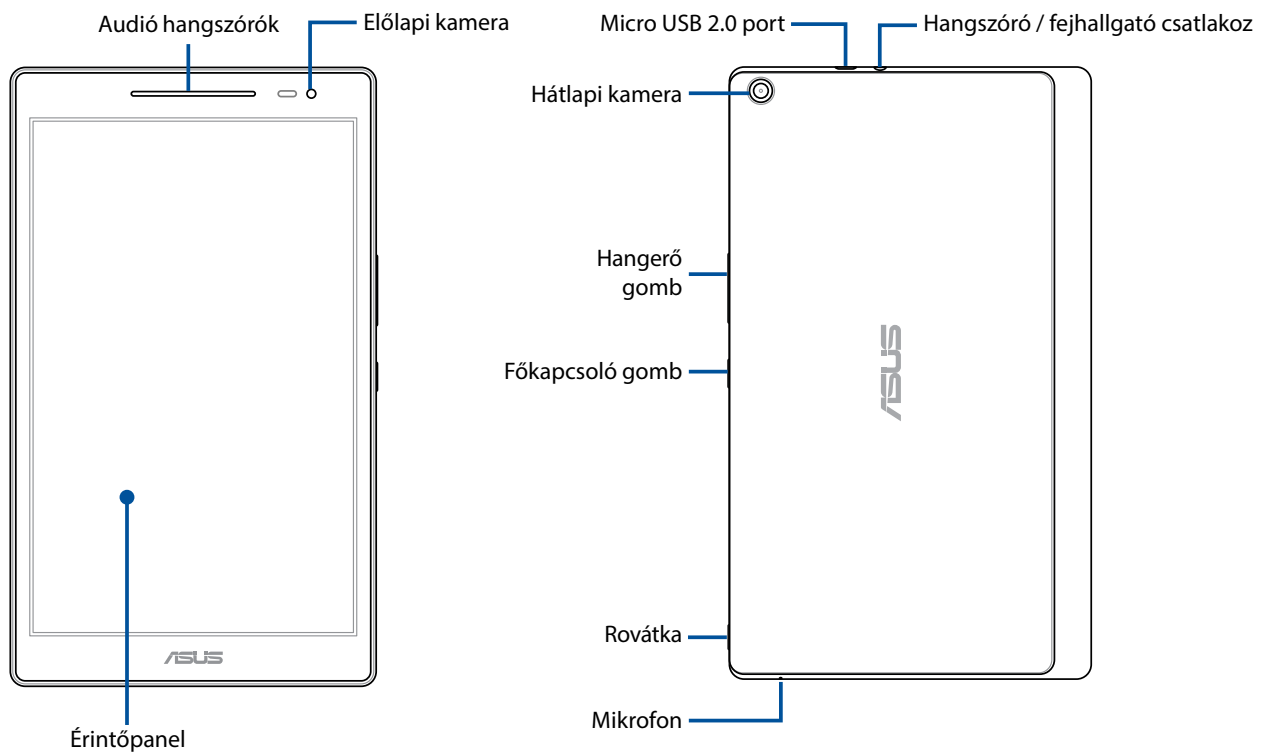 Audió hangszórók
Előlapi kamera
Micro USB 2.0 port
Hangszóró / fejhallgató csatlakoz
Hátlapi kamera
Hangerő
gomb
Főkapcsoló gomb
ASUS
Rovátka
ASUS
Mikrofon
Érintőpanel